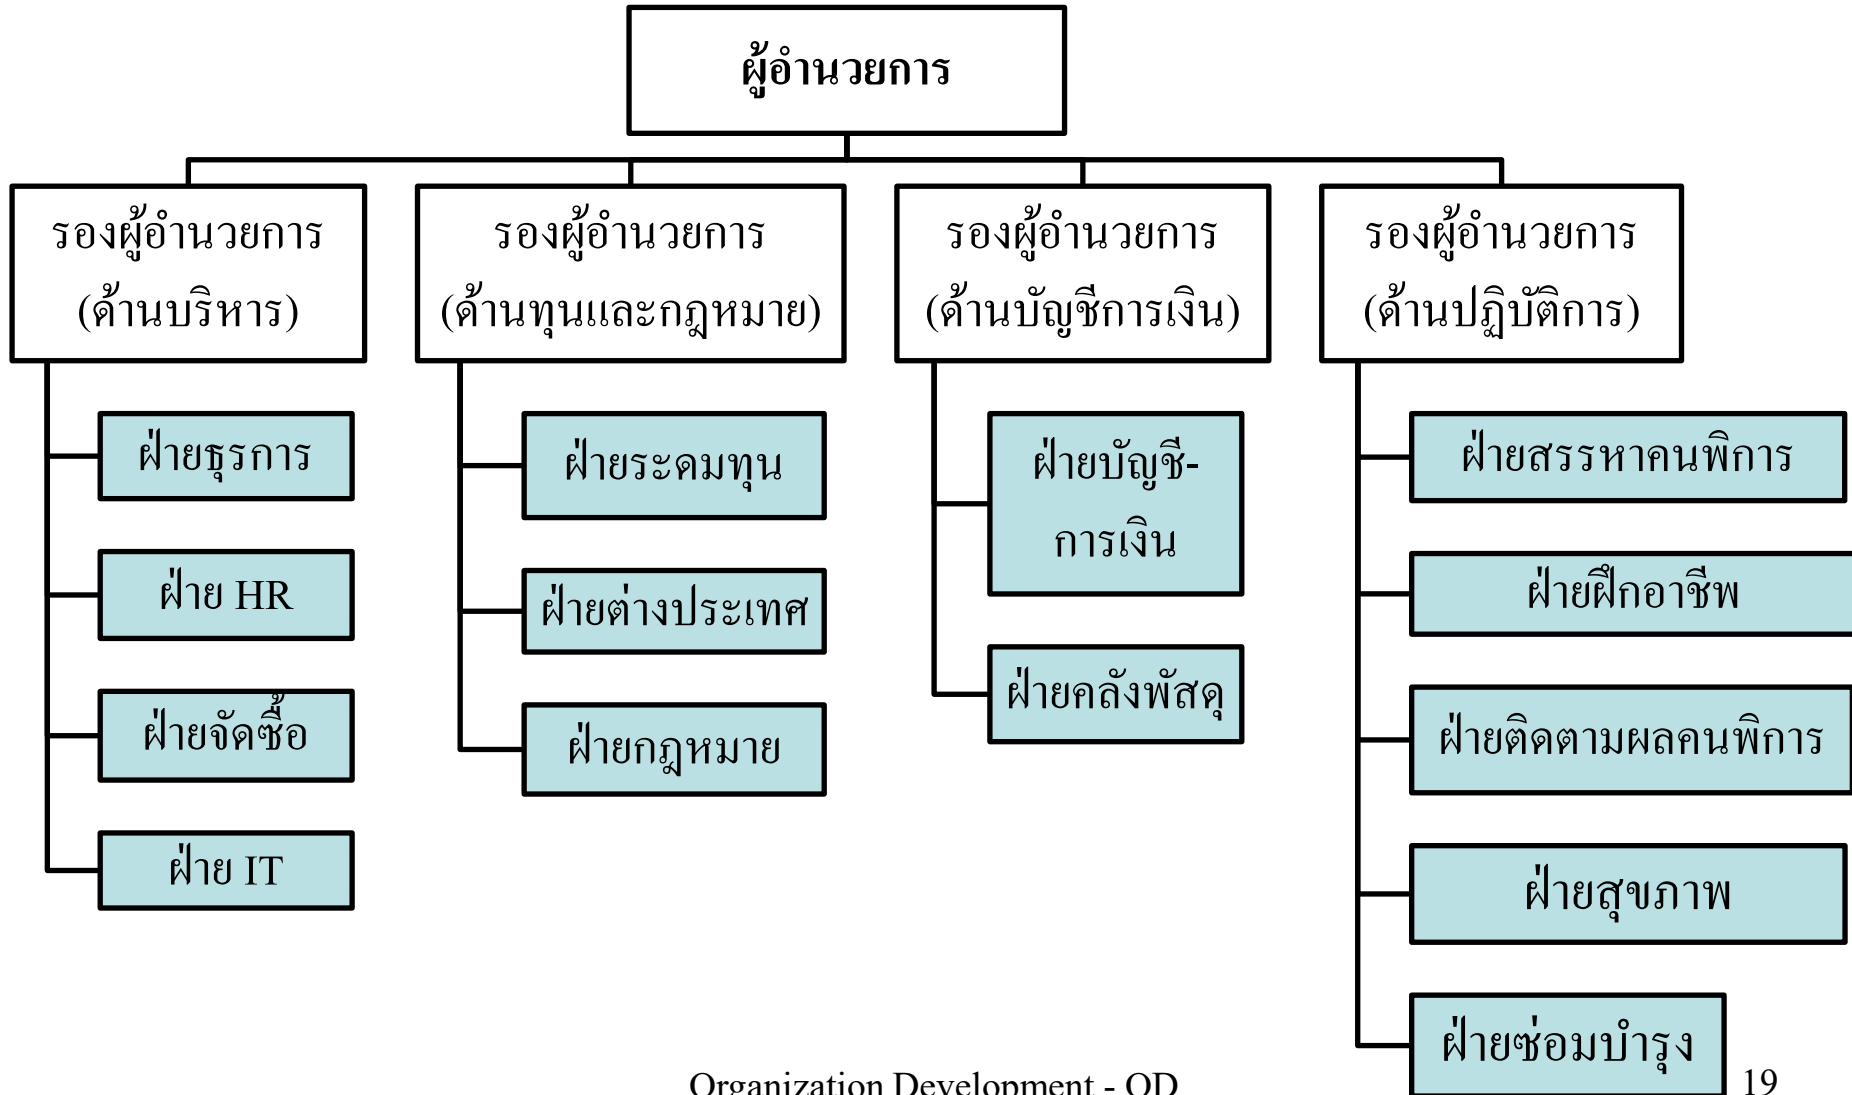 ผู้อำนวยการ
รองผู้อำนวยการ
(ด้านบริหาร)
ฝ่ายธุรการ
ฝ่าย HR
ฝ่ายจัดซื้อ
ฝ่าย IT
รองผู้อำนวยการ
(ด้านทุนและกฎหมาย)
ฝ่ายระดมทุน
ฝ่ายต่างประเทศ
ฝ่ายกฎหมาย
รองผู้อำนวยการ
(ด้านบัญชีการเงิน)
ฝ่ายบัญชี-
การเงิน
ฝ่ายคลังพัสดุ
รองผู้อำนวยการ
(ด้านปฏิบัติการ)
ฝ่ายสรรหาคนพิการ
ฝ่ายฝึกอาชีพ
ฝ่ายติดตามผลคนพิการ
ฝ่ายสุขภาพ
ฝ่ายซ่อมบำรุง
Organization Development - OD
19